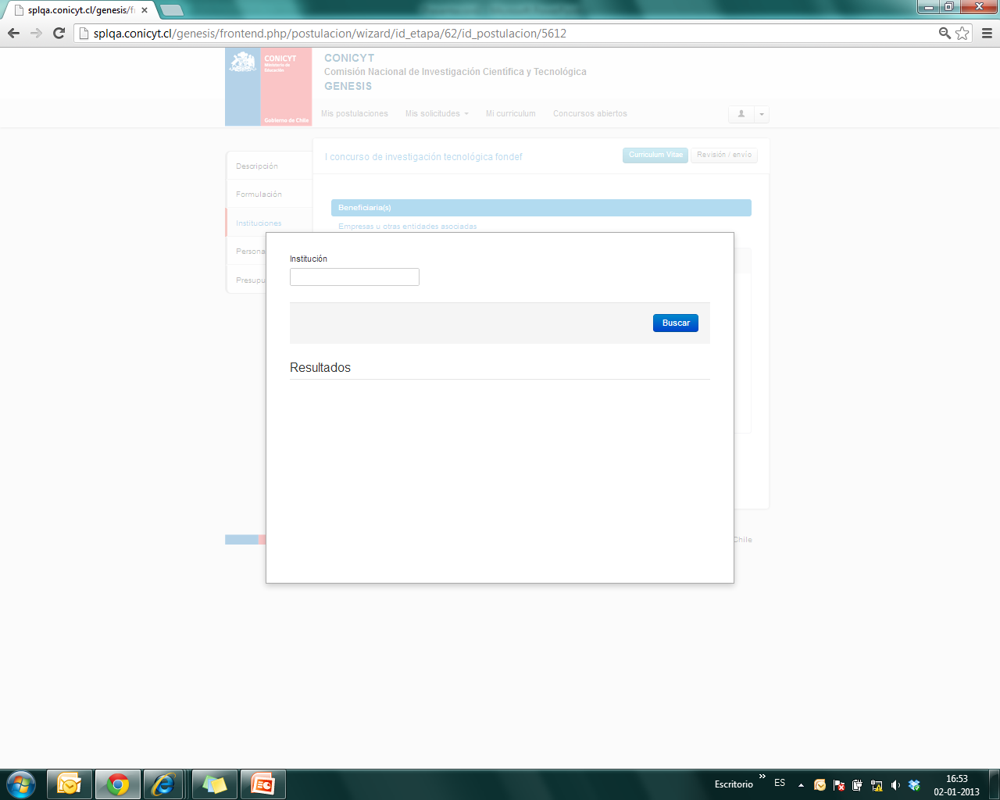 splqa.conicyt.cl/genesis/fr
splqa.conicyt.cl/genesis/frontend.php/postulacion/wizard/id_etapa/62/id_postulacion/5612
CONICYT
Ministerio de
Educación
Gobierno de Chile
CONICYT
Comisión Nacional de Investigación Científica y Tecnológica
GENESIS
Mis postulaciones Mis solicitudes Mi curriculum Concursos abiertos
I concurso de investigación tecnológica fondef
Curriculum Vitae Revisión / envío
Descripción
Formulación
Instituciones
Persona
Presupu
Beneficiaria(s)
Empresas u otras entidades asociadas
Institución
Buscar
Resultados
Chile
Escritorio
ES
16:53
02-01-2013